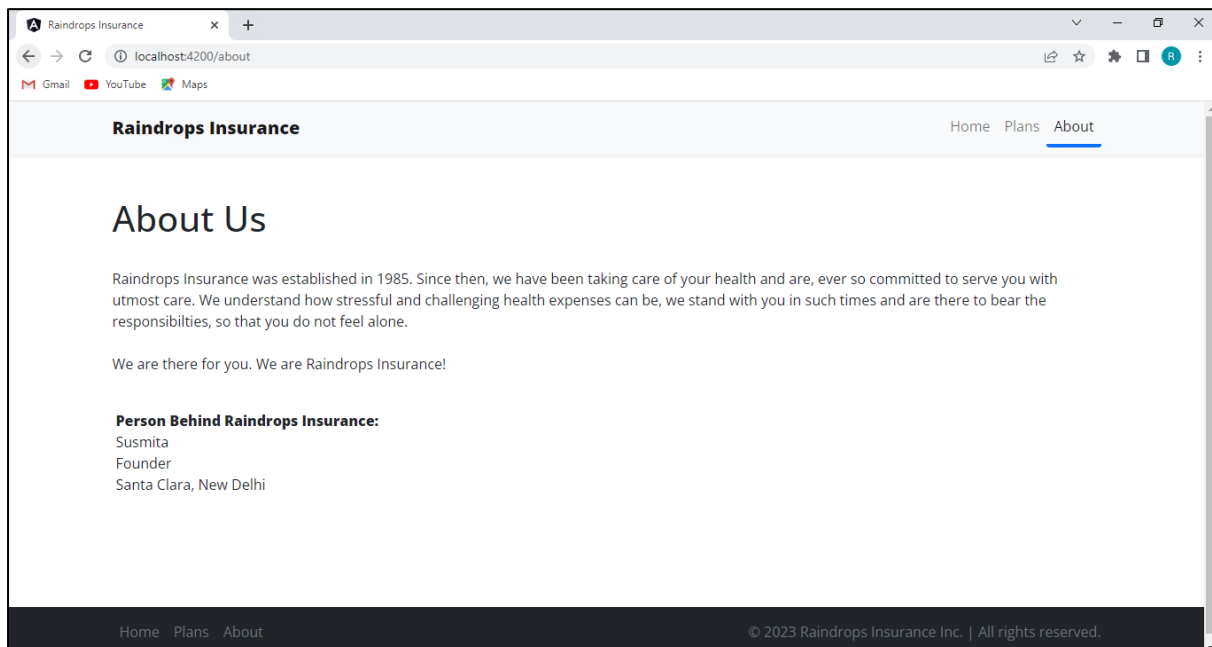 Raindrops Insurance
localhost:4200/about
R
Gmail YouTube Maps
Raindrops Insurance
Home Plans About
About Us
Raindrops Insurance was established in 1985. Since then, we have been taking care of your health and are, ever so committed to serve you with
utmost care. We understand how stressful and challenging health expenses can be, we stand with you in such times and are there to bear the
responsibilties, so that you do not feel alone.
We are there for you. We are Raindrops Insurance!
Person Behind Raindrops Insurance:
Susmita
Founder
Santa Clara, New Delhi
Home Plans About
© 2023 Raindrops Insurance Inc. | All rights reserved.